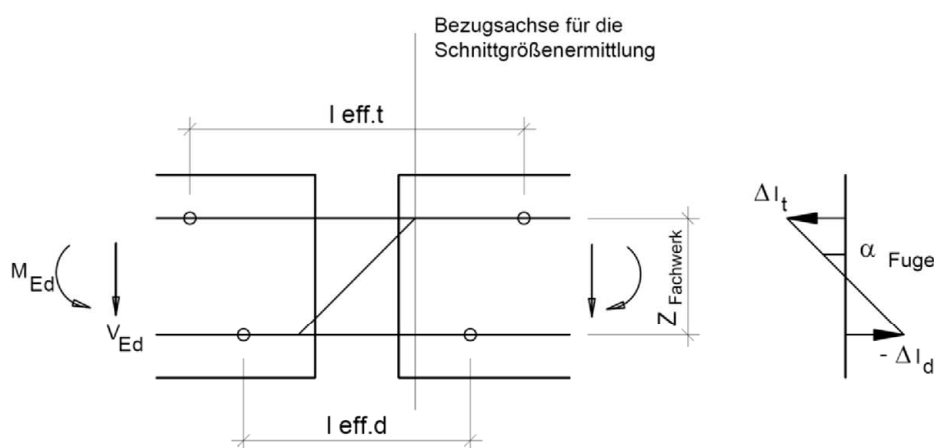 Bezugsachse für die
Schnittgrößenermittlung
l eff.t
M Ed
V Ed
Z Fachwerk
Δ l t
α Fuge
- Δ l d
l eff.d